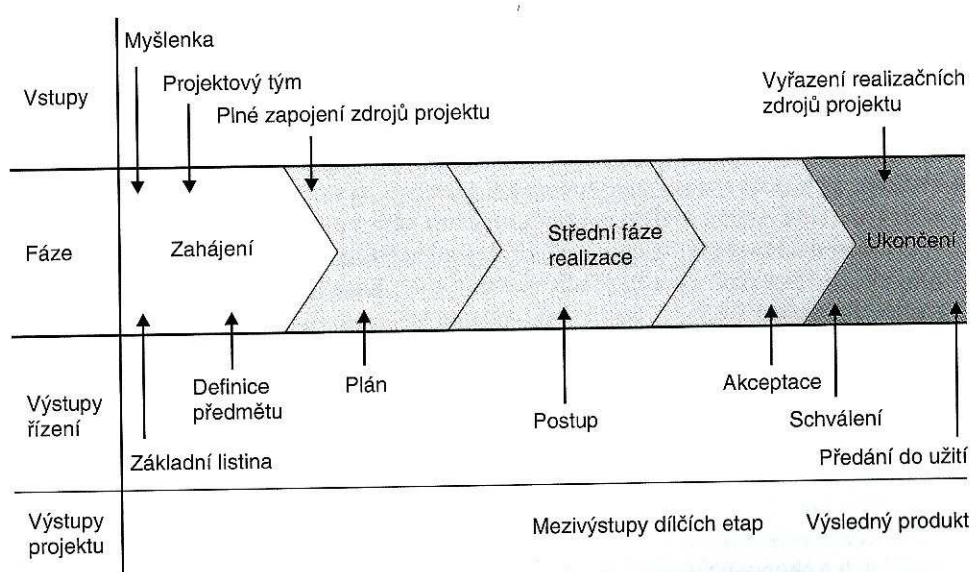 Myšlenka
Projektový tým
Plné zapojení zdrojů projektu
Vyřazení realizačních
zdrojů projektu
Vstupy
Fáze
Zahájení
Střední fáze
realizace
Ukončení
Výstupy
řízení
Základní listina
Definice
předmětu
Plán
Postup
Akceptace
Schválení
Předání do užití
Výstupy
projektu
Mezivýstupy dílčích etap
Výsledný produkt